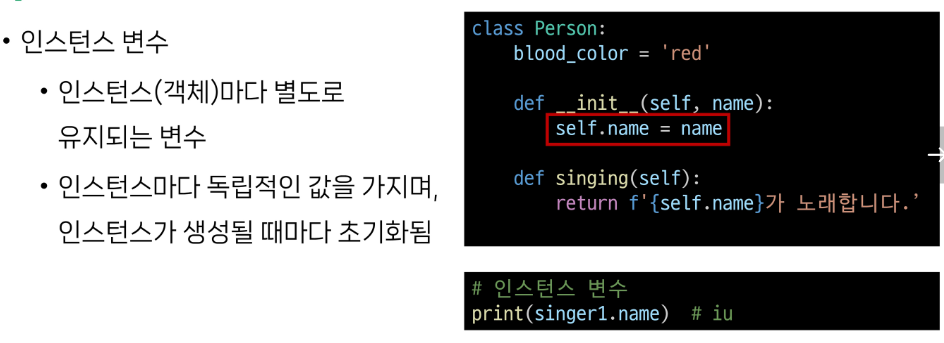 • 인스턴스 변수
• 인스턴스(객체)마다 별도로
유지되는 변수
• 인스턴스마다 독립적인 값을 가지며,
인스턴스가 생성될 때마다 초기화됨
class Person:
    blood_color = 'red'
    def __init__(self, name):
        self.name = name
    def singing(self):
        return f'{self.name}가 노래합니다.’
# 인스턴스 변수
print(singer1.name)  # iu